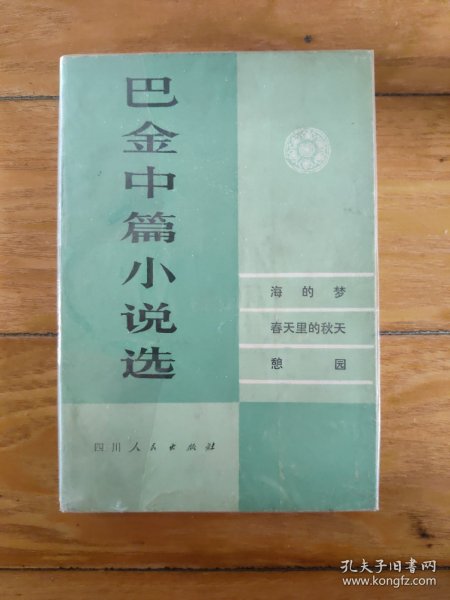 巴金中篇小说选
海的梦
春天里的秋天
憩园
四川人民出版社
孔夫子旧书网
www.kongfz.com